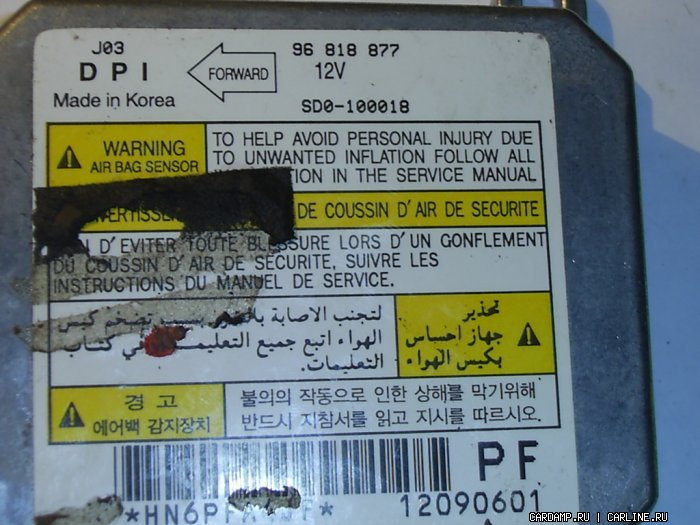 J03
96 818 877
DPI
FORWARD
12V
Made in Korea
SD0-100018
WARNING
AIR BAG SENSOR
TO HELP AVOID PERSONAL INJURY DUE
TO UNWANTED INFLATION FOLLOW ALL
IN THE SERVICE MANUAL
DE COUSSIN D'AIR DE SECURITE
D'EVITER TOUTE BLESSURE LORS D'UN GONFLEMENT
DU COUSSIN D'AIR DE SECURITE, SUIVRE LES
INSTRUCTIONS DU MANUEL DE SERVICE.
تحذير
جهاز احساس
بكيس الهواء
لتجنب الاصابة تضخم كيس
الهواء اتبع جميع في كتاب
التعليمات.
경 고
에어백 감지장치
불의의 작동으로 인한 상해를 막기위해
반드시 지침서를 읽고 지시를 따르시오.
PF
12090601
CARDAMP.RU | CARLINE.RU